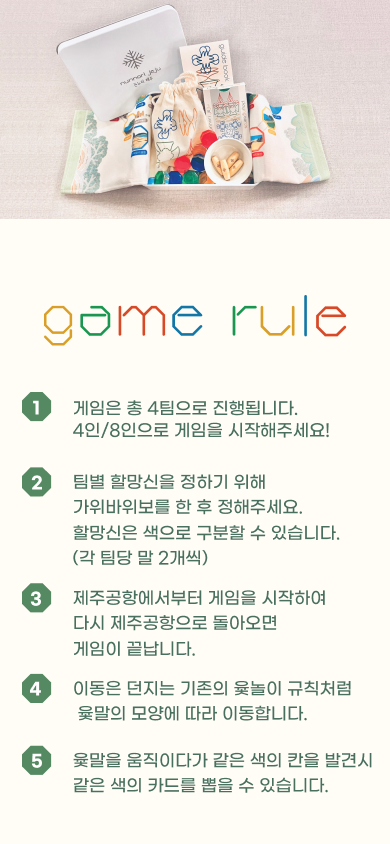 nunnori jeju
guide book
game rule
1 게임은 총 4팀으로 진행됩니다.
4인/8인으로 게임을 시작해주세요!
2 팀별 할망신을 정하기 위해
가위바위보를 한 후 정해주세요.
할망신은 색으로 구분할 수 있습니다.
(각 팀당 말 2개씩)
3 제주공항에서부터 게임을 시작하여
다시 제주공항으로 돌아오면
게임이 끝납니다.
4 이동은 던지는 기존의 윷놀이 규칙처럼
윷말의 모양에 따라 이동합니다.
5 윷말을 움직이다가 같은 색의 칸을 발견시
같은 색의 카드를 뽑을 수 있습니다.